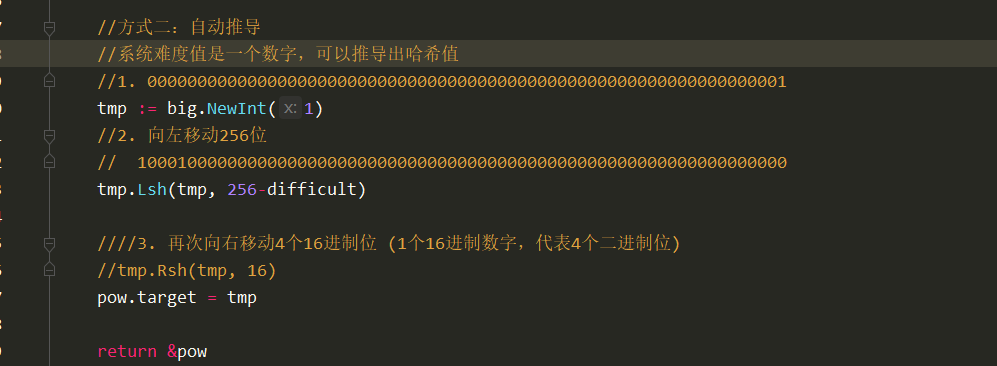 //方式二：自动推导
//系统难度值是一个数字，可以推导出哈希值
//1. 0000000000000000000000000000000000000000000000000000000000000001
tmp := big.NewInt( x: 1)
//2. 向左移动256位
//  10001000000000000000000000000000000000000000000000000000000000000
tmp.Lsh(tmp, 256-difficult)
////3. 再次向右移动4个16进制位 (1个16进制数字，代表4个二进制位)
//tmp.Rsh(tmp, 16)
pow.target = tmp
return &pow